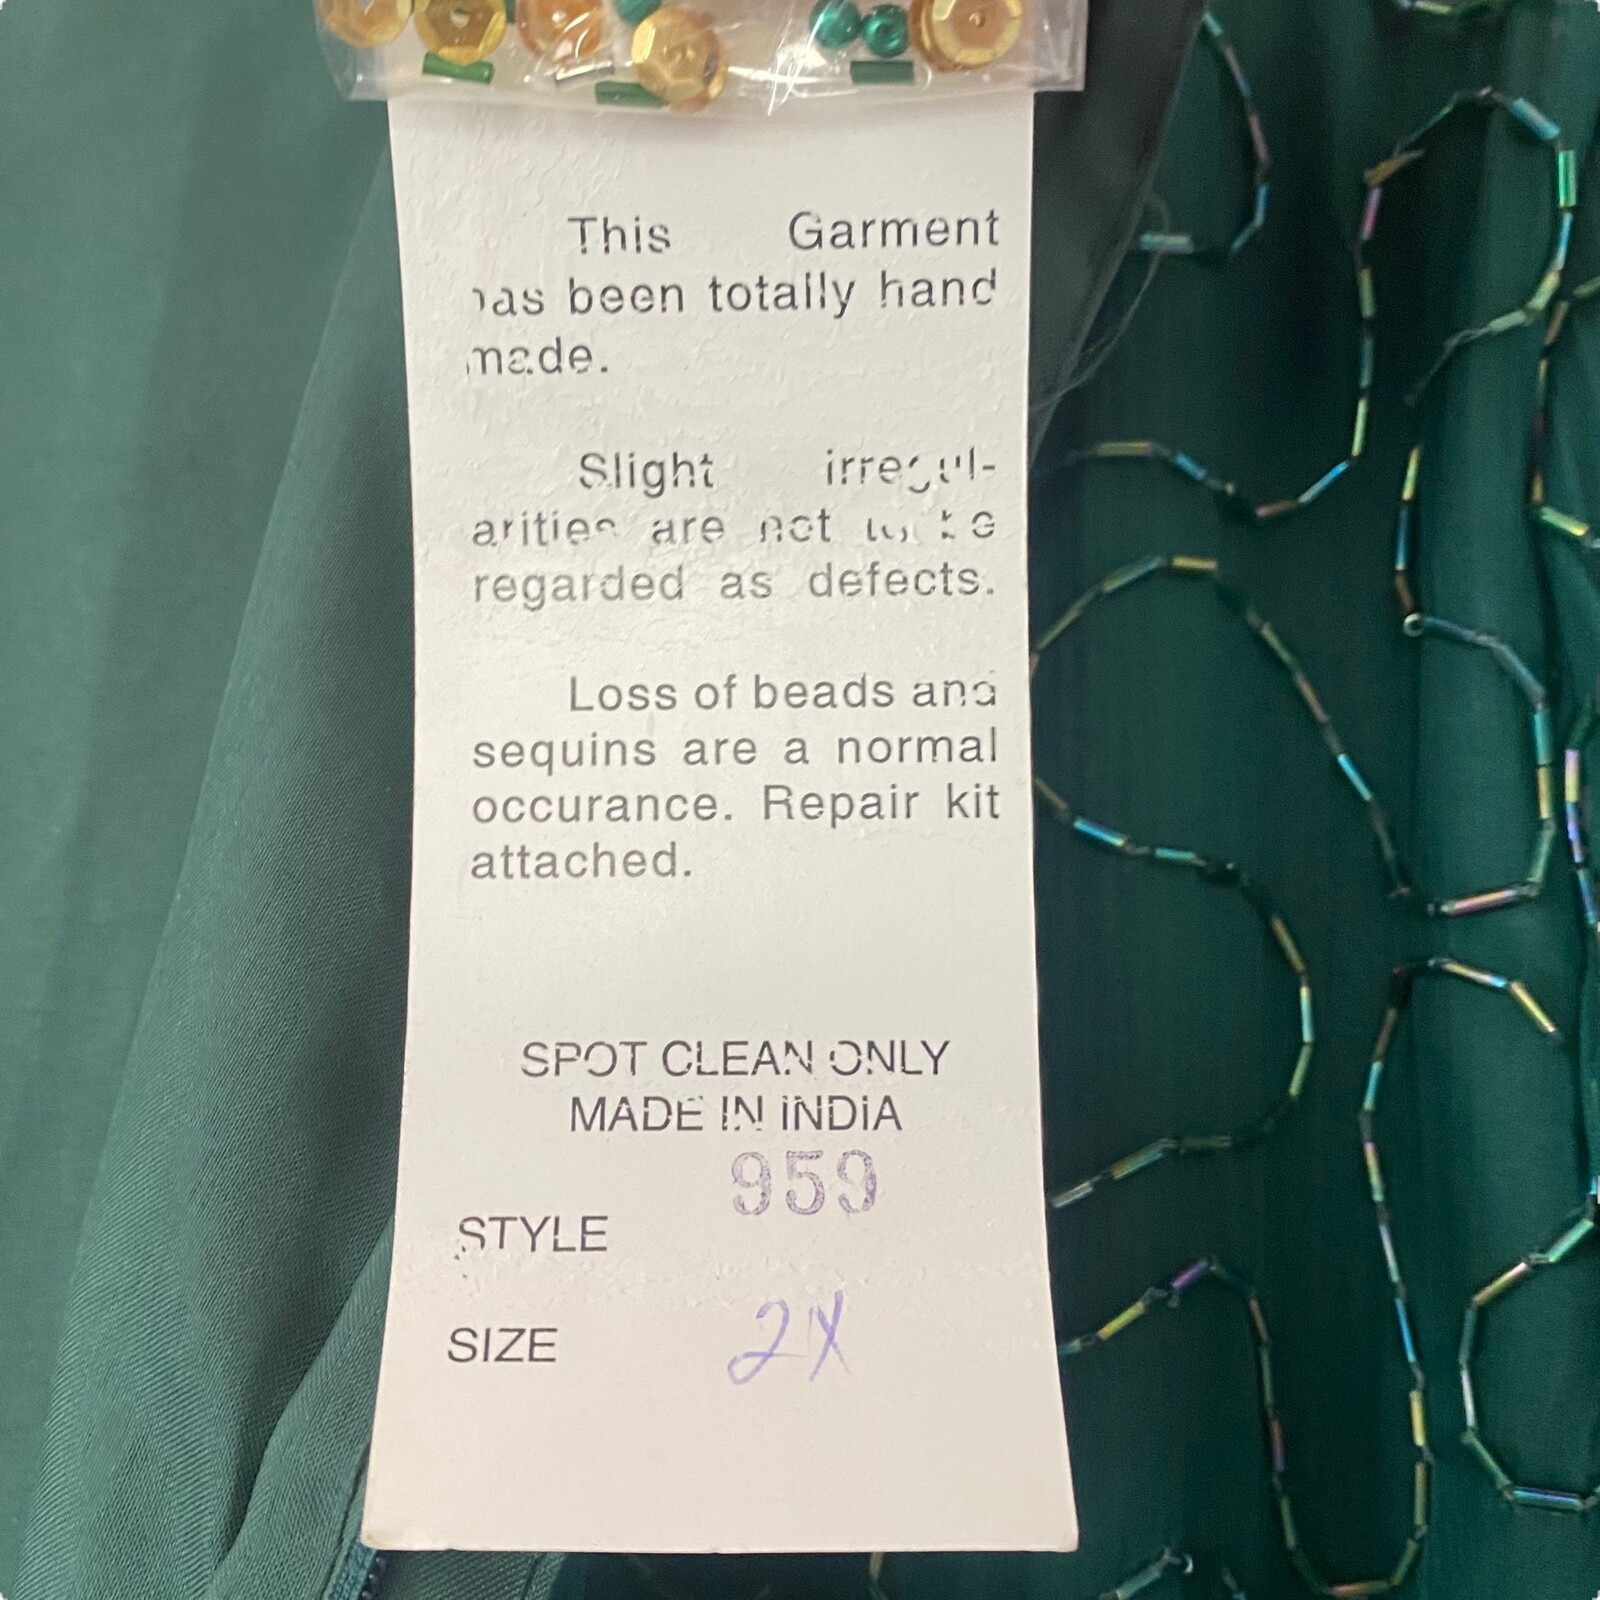 This Garment
has been totally hand
made.
Slight irregul-
arities are not to be
regarded as defects.
Loss of beads and
sequins are a normal
occurance. Repair kit
attached.
SPOT CLEAN ONLY
MADE IN INDIA
959
STYLE
SIZE 2X